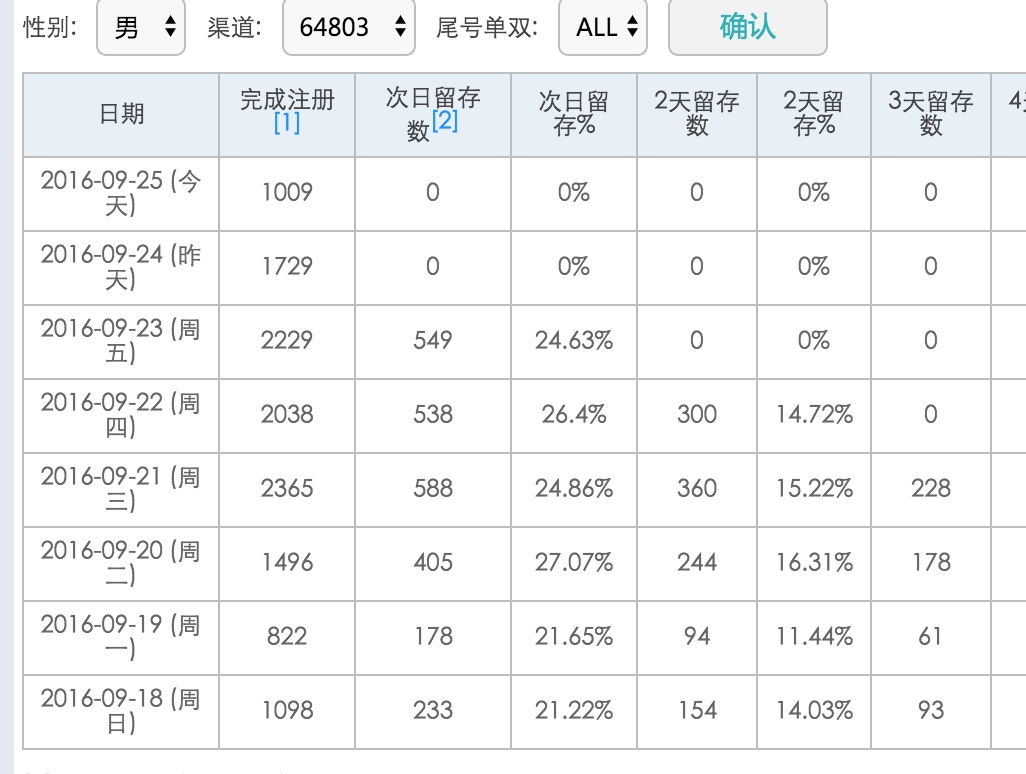 性别: 男 渠道: 64803 尾号单双: ALL 确认
日期 完成注册[1] 次日留存数[2] 次日留存% 2天留存数 2天留存% 3天留存数
2016-09-25 (今天) 1009 0 0% 0 0% 0
2016-09-24 (昨天) 1729 0 0% 0 0% 0
2016-09-23 (周五) 2229 549 24.63% 0 0% 0
2016-09-22 (周四) 2038 538 26.4% 300 14.72% 0
2016-09-21 (周三) 2365 588 24.86% 360 15.22% 228
2016-09-20 (周二) 1496 405 27.07% 244 16.31% 178
2016-09-19 (周一) 822 178 21.65% 94 11.44% 61
2016-09-18 (周日) 1098 233 21.22% 154 14.03% 93